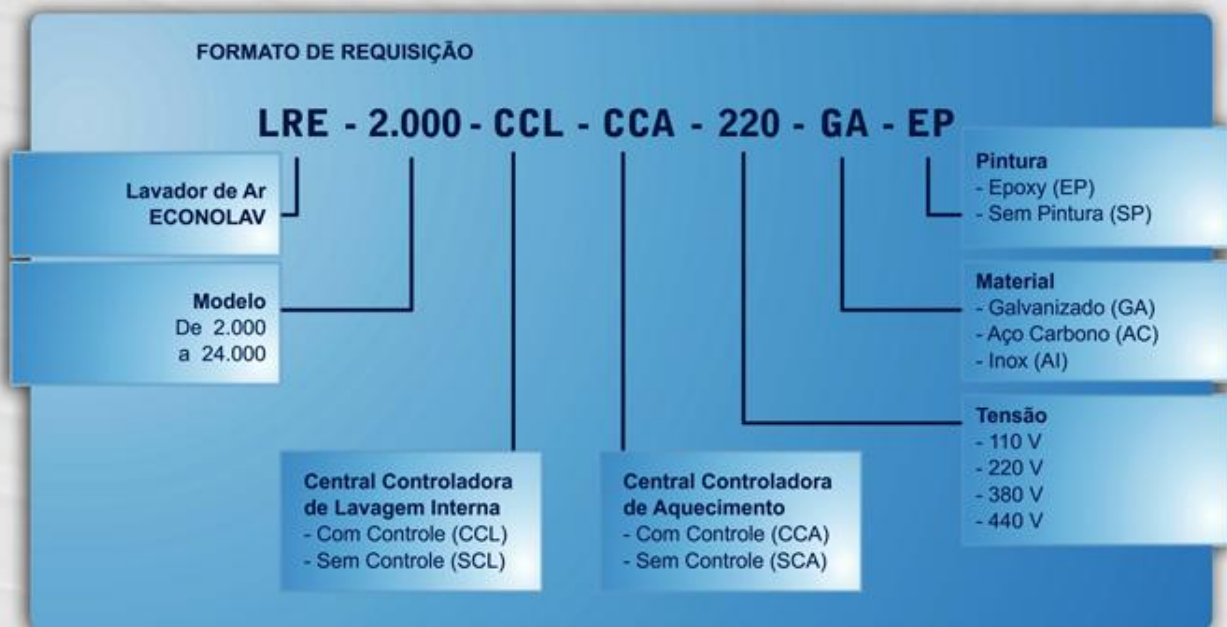 FORMATO DE REQUISIÇÃO
LRE - 2.000 - CCL - CCA - 220 - GA - EP
Lavador de Ar
ECONOLAV
Modelo
De 2.000
a 24.000
Central Controladora
de Lavagem Interna
- Com Controle (CCL)
- Sem Controle (SCL)
Central Controladora
de Aquecimento
- Com Controle (CCA)
- Sem Controle (SCA)
Pintura
- Epoxy (EP)
- Sem Pintura (SP)
Material
- Galvanizado (GA)
- Aço Carbono (AC)
- Inox (AI)
Tensão
- 110 V
- 220 V
- 380 V
- 440 V